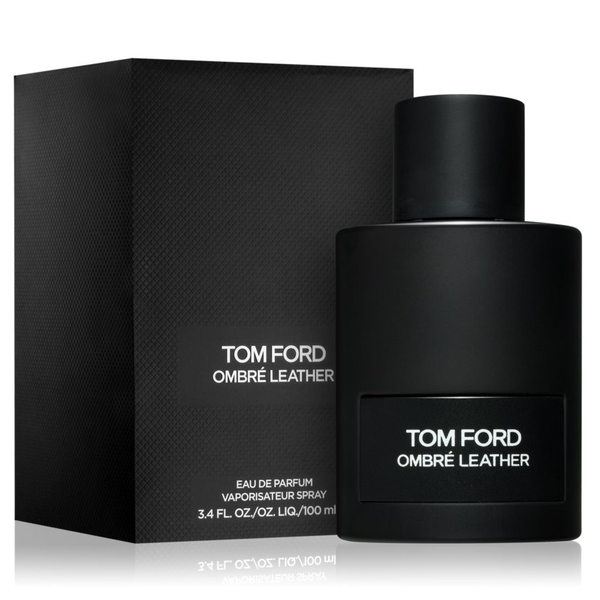 TOM FORD
OMBRÉ LEATHER
EAU DE PARFUM
VAPORISATEUR SPRAY
3.4 FL. OZ./OZ. LIQ./100 ml
TOM FORD
OMBRÉ LEATHER